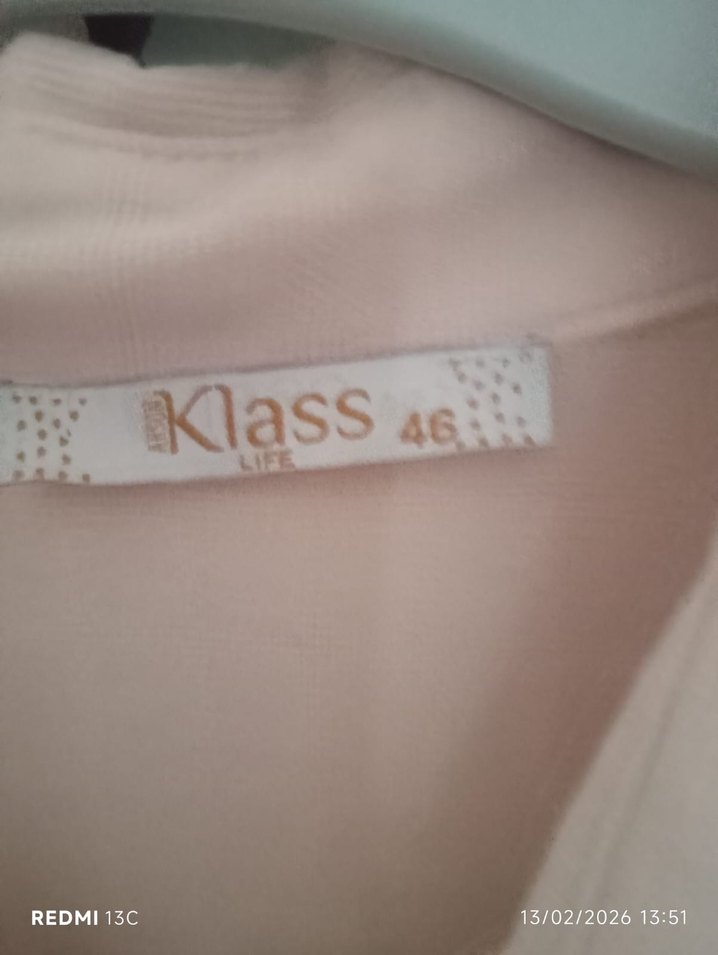 Klass 46
LIFE
REDMI 13C
13/02/2026 13:51